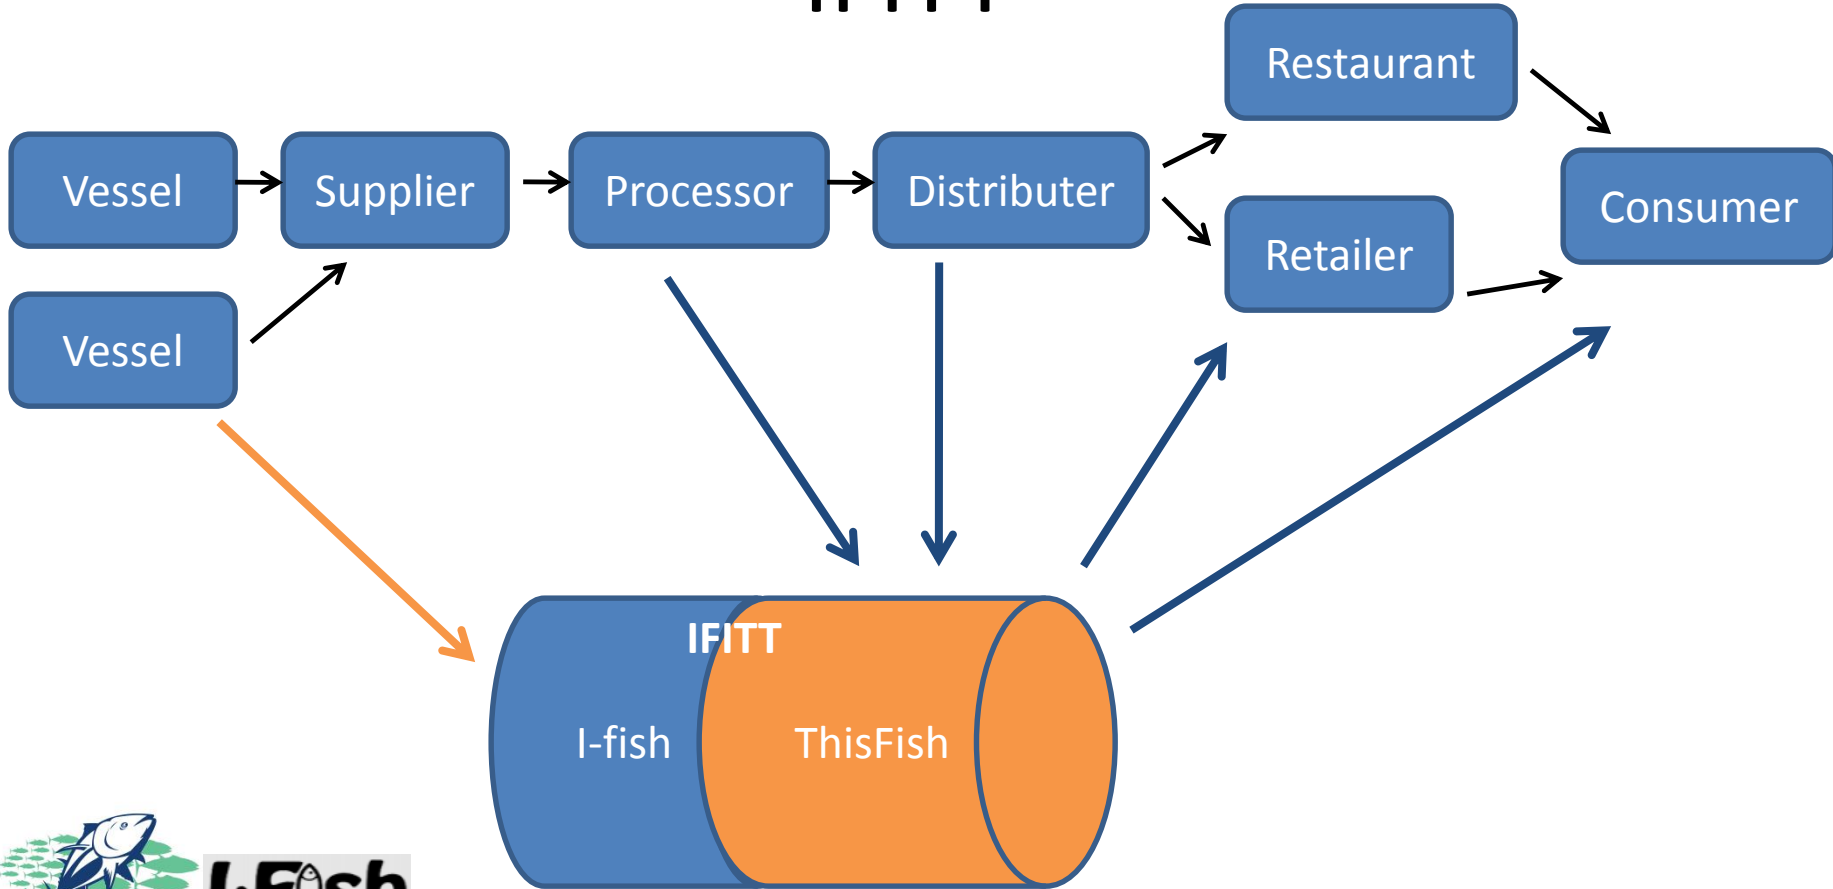 Restaurant
Vessel
Supplier
Processor
Distributer
Consumer
Retailer
Vessel
IFITT
I-fish
ThisFish